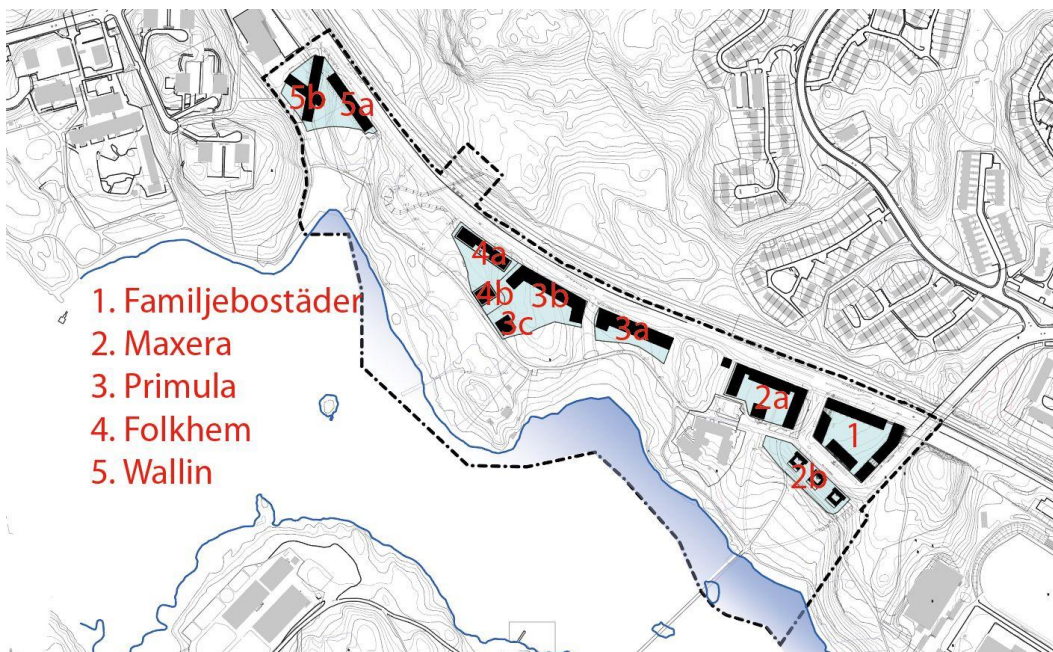 5b
5a
4a
4b
3b
3c
3a
2a
1
2b
1. Familjebostäder
2. Maxera
3. Primula
4. Folkhem
5. Wallin